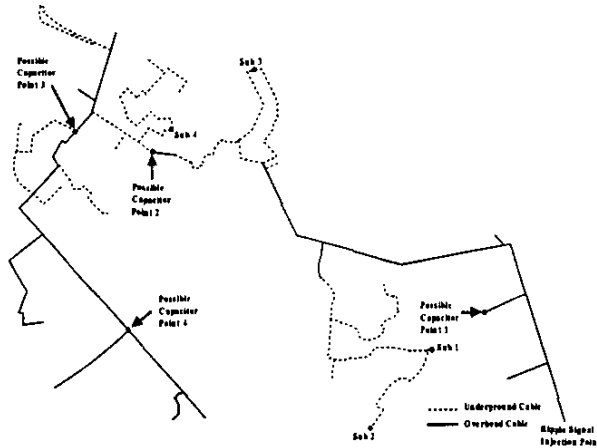 Possible
Capacitor
Point 3
Sub 3
Sub 4
Possible
Capacitor
Point 2
Possible
Capacitor
Point 4
Possible
Capacitor
Point 1
Sub 1
Sub 2
Underground Cable
Overhead Cable
Ripple Signal
Injection Point